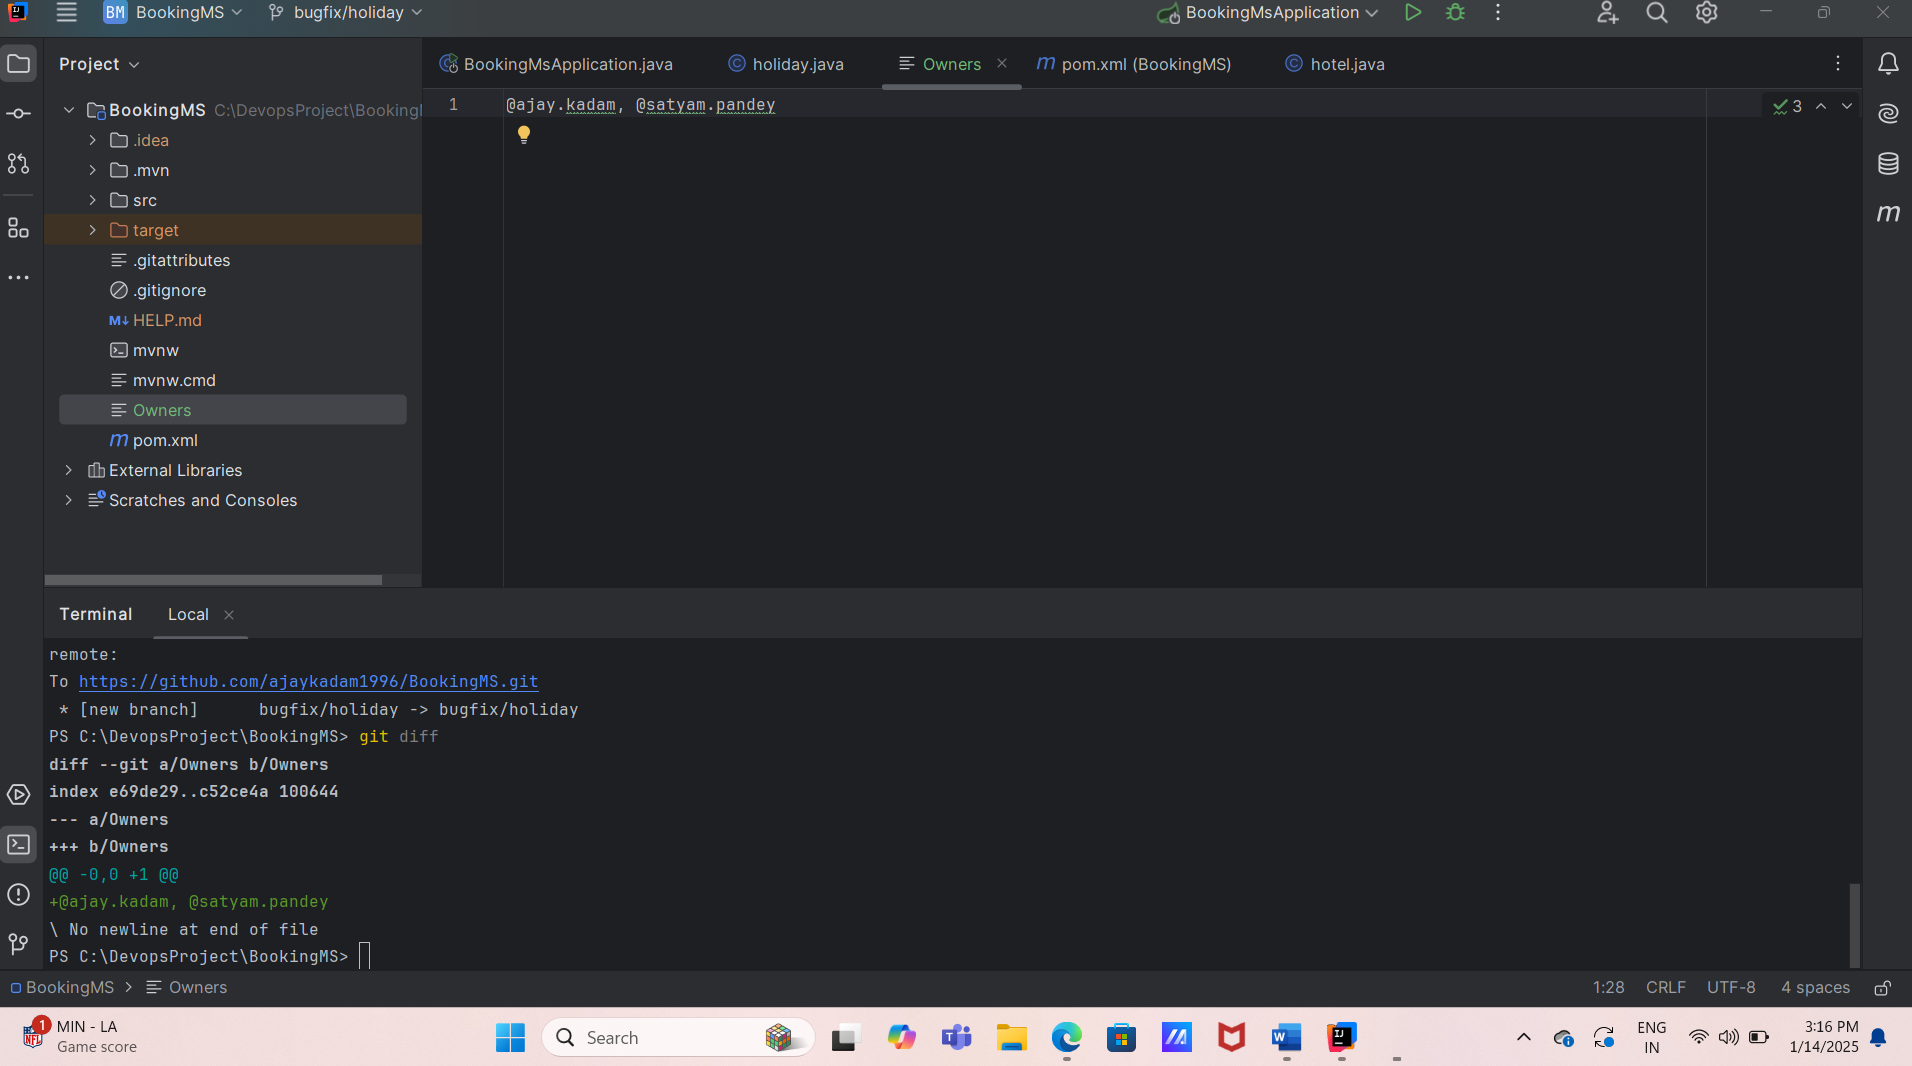 BM BookingMS bugfix/holiday BookingMsApplication
Project
BookingMsApplication.java holiday.java Owners pom.xml (BookingMS) hotel.java
BookingMS C:\DevopsProject\Booking
.idea
.mvn
src
target
.gitattributes
.gitignore
M↓ HELP.md
mvnw
mvnw.cmd
Owners
m pom.xml
External Libraries
Scratches and Consoles
1 @ajay.kadam, @satyam.pandey
3
Terminal Local
remote:
To https://github.com/ajaykadam1996/BookingMS.git
* [new branch] bugfix/holiday -> bugfix/holiday
PS C:\DevopsProject\BookingMS> git diff
diff --git a/Owners b/Owners
index e69de29..c52ce4a 100644
--- a/Owners
+++ b/Owners
@@ -0,0 +1 @@
+@ajay.kadam, @satyam.pandey
\ No newline at end of file
PS C:\DevopsProject\BookingMS>
BookingMS > Owners 1:28 CRLF UTF-8 4 spaces
1
MIN - LA
Game score
Search
ENG
IN
3:16 PM
1/14/2025